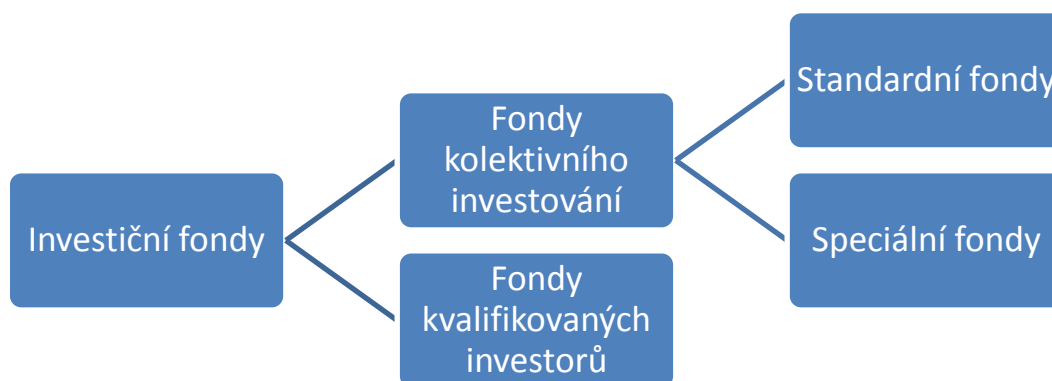 Investiční fondy
Fondy
kolektivního
investování
Fondy
kvalifikovaných
investorů
Standardní fondy
Speciální fondy